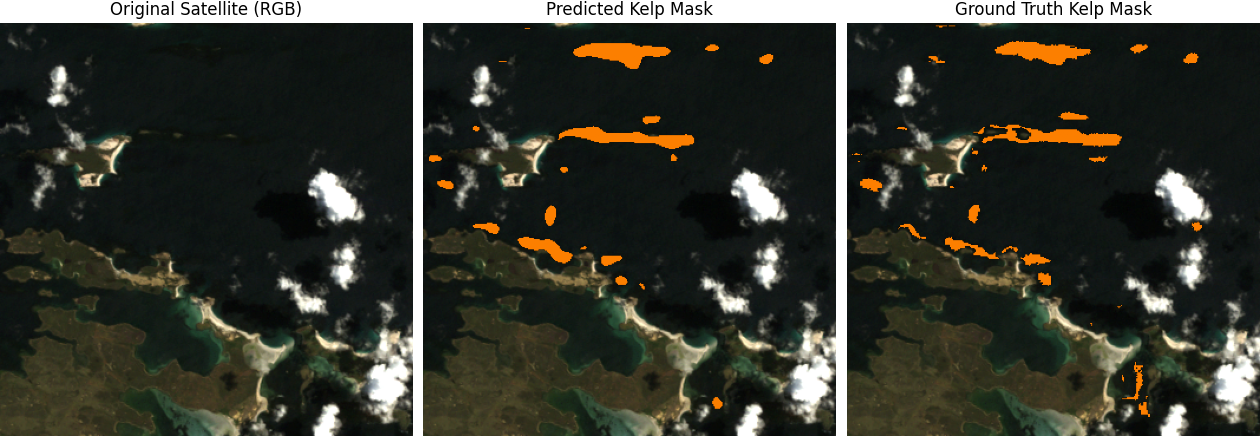 Original Satellite (RGB)
Predicted Kelp Mask
Ground Truth Kelp Mask